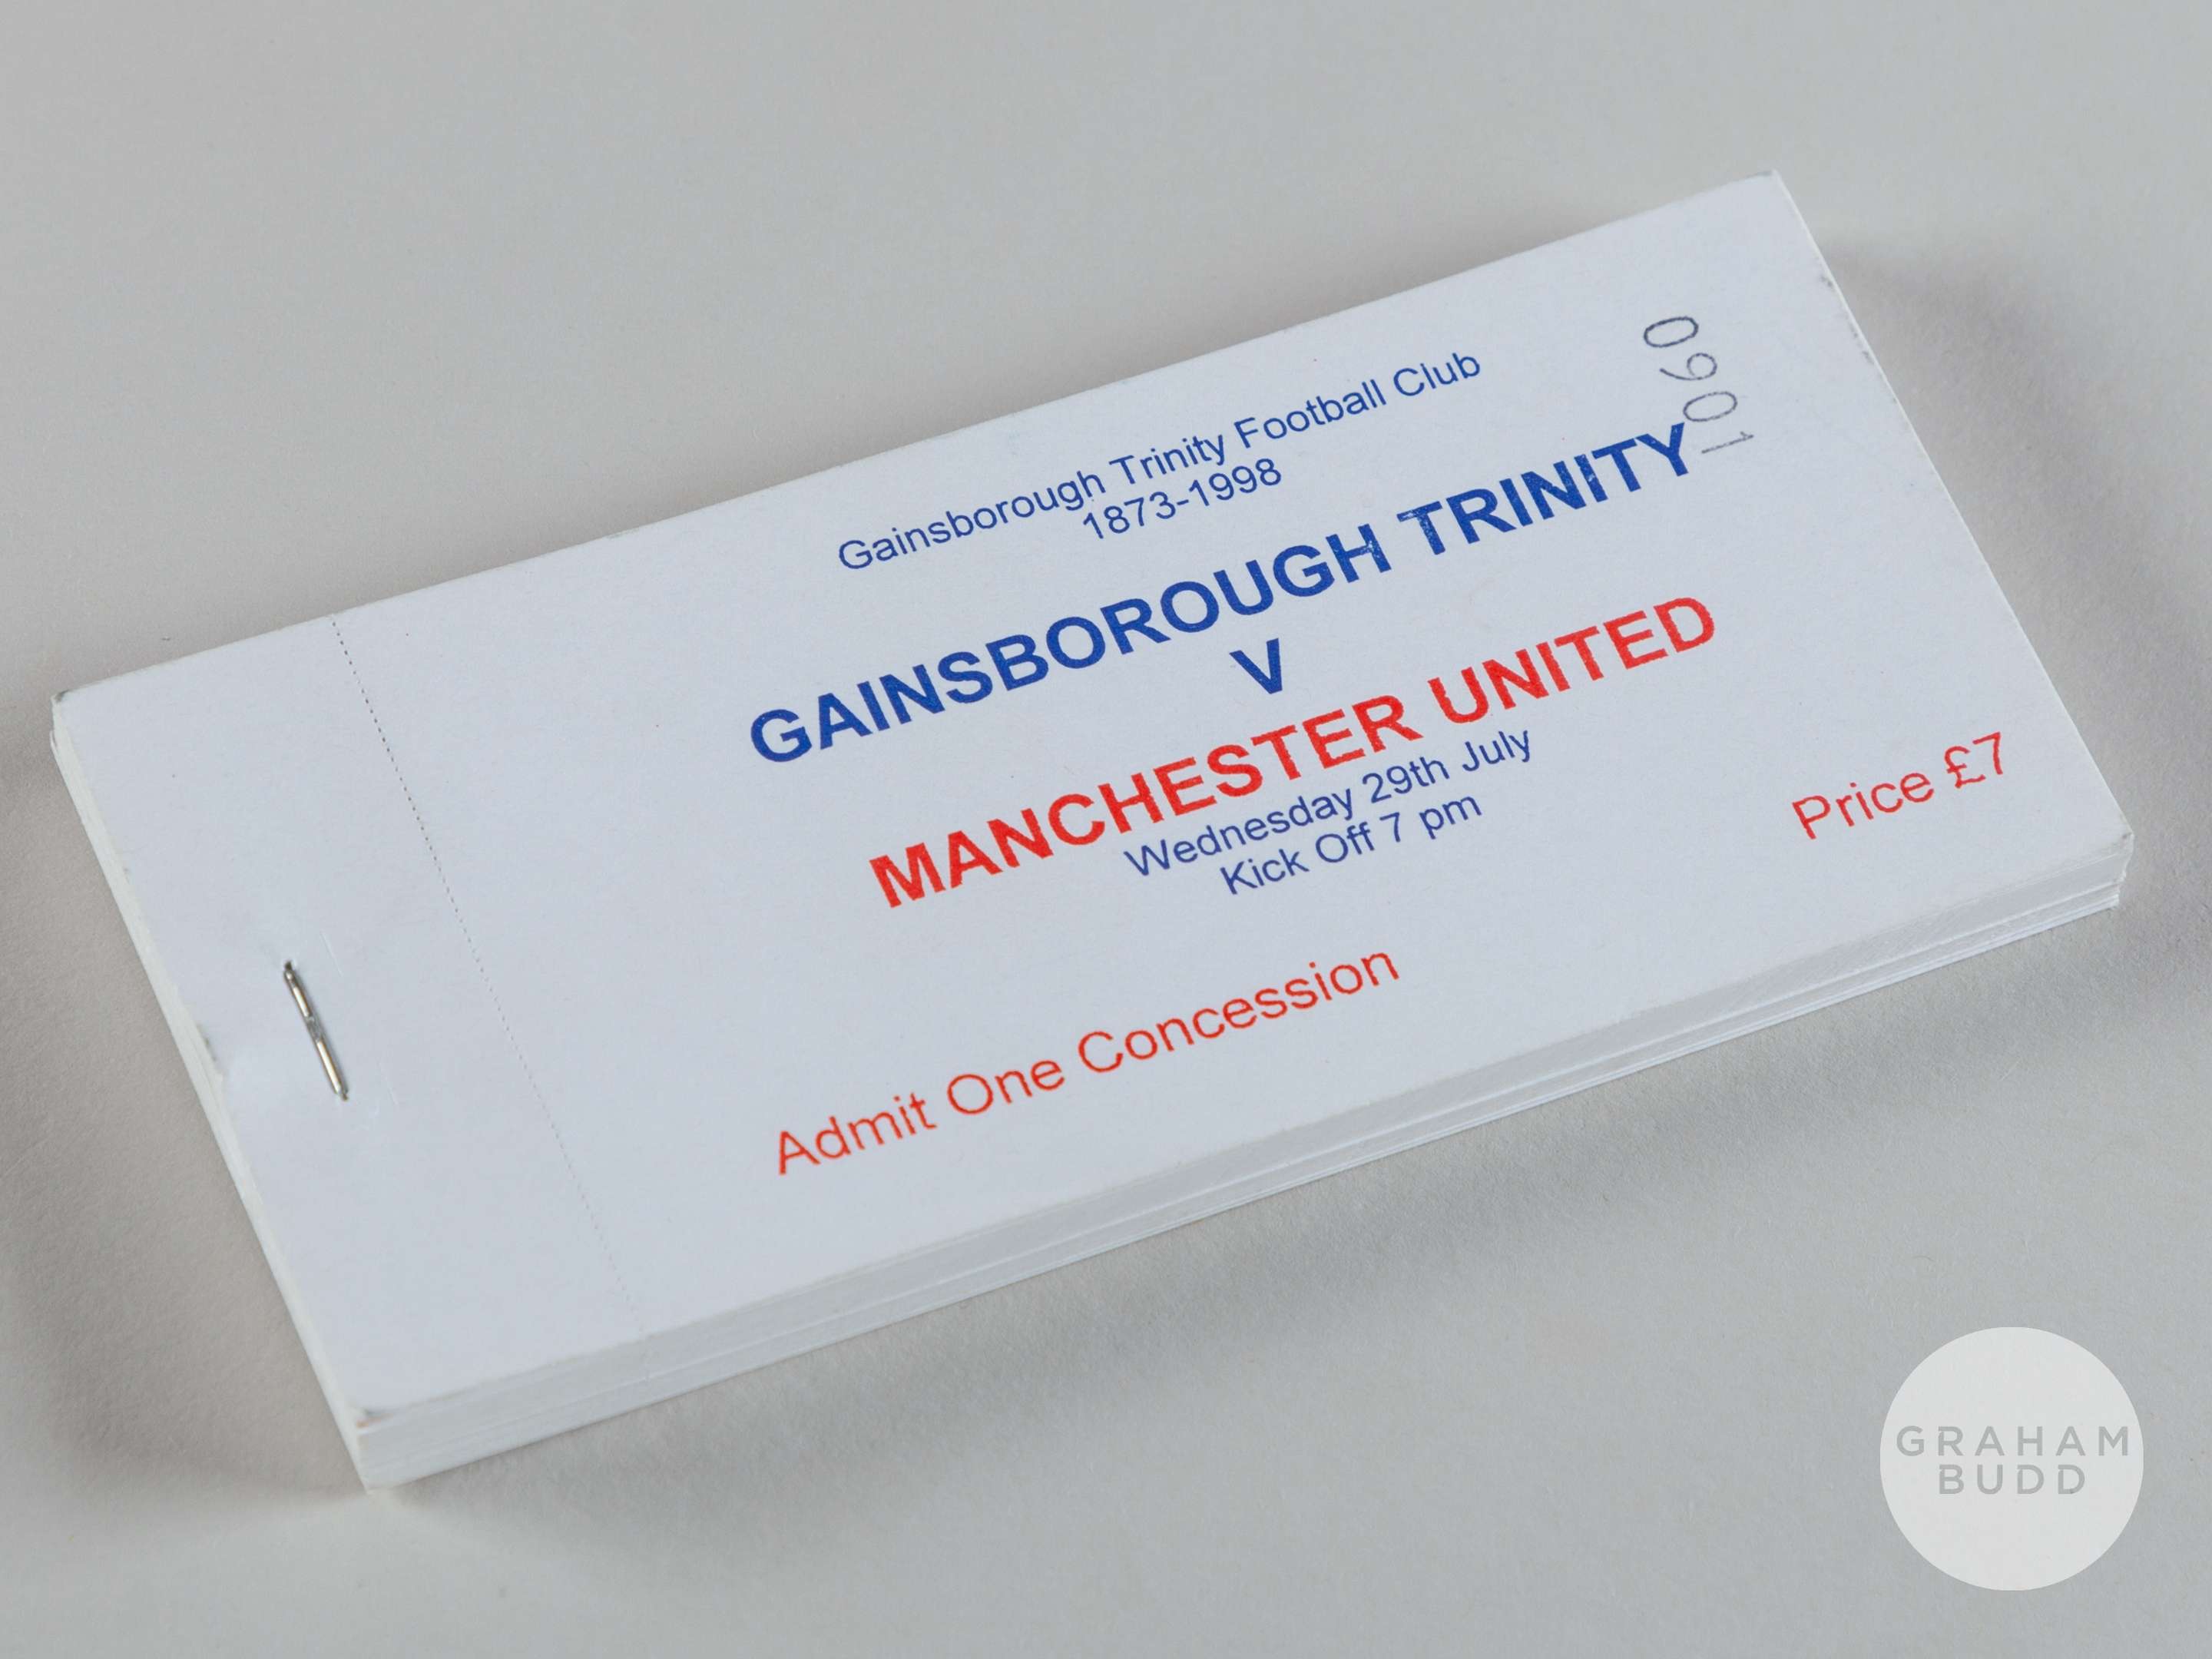 0901
Gainsborough Trinity Football Club
1873-1998
GAINSBOROUGH TRINITY
V
MANCHESTER UNITED
Wednesday 29th July
Kick Off 7 pm
Price £7
Admit One Concession
GRAHAM
BUDD